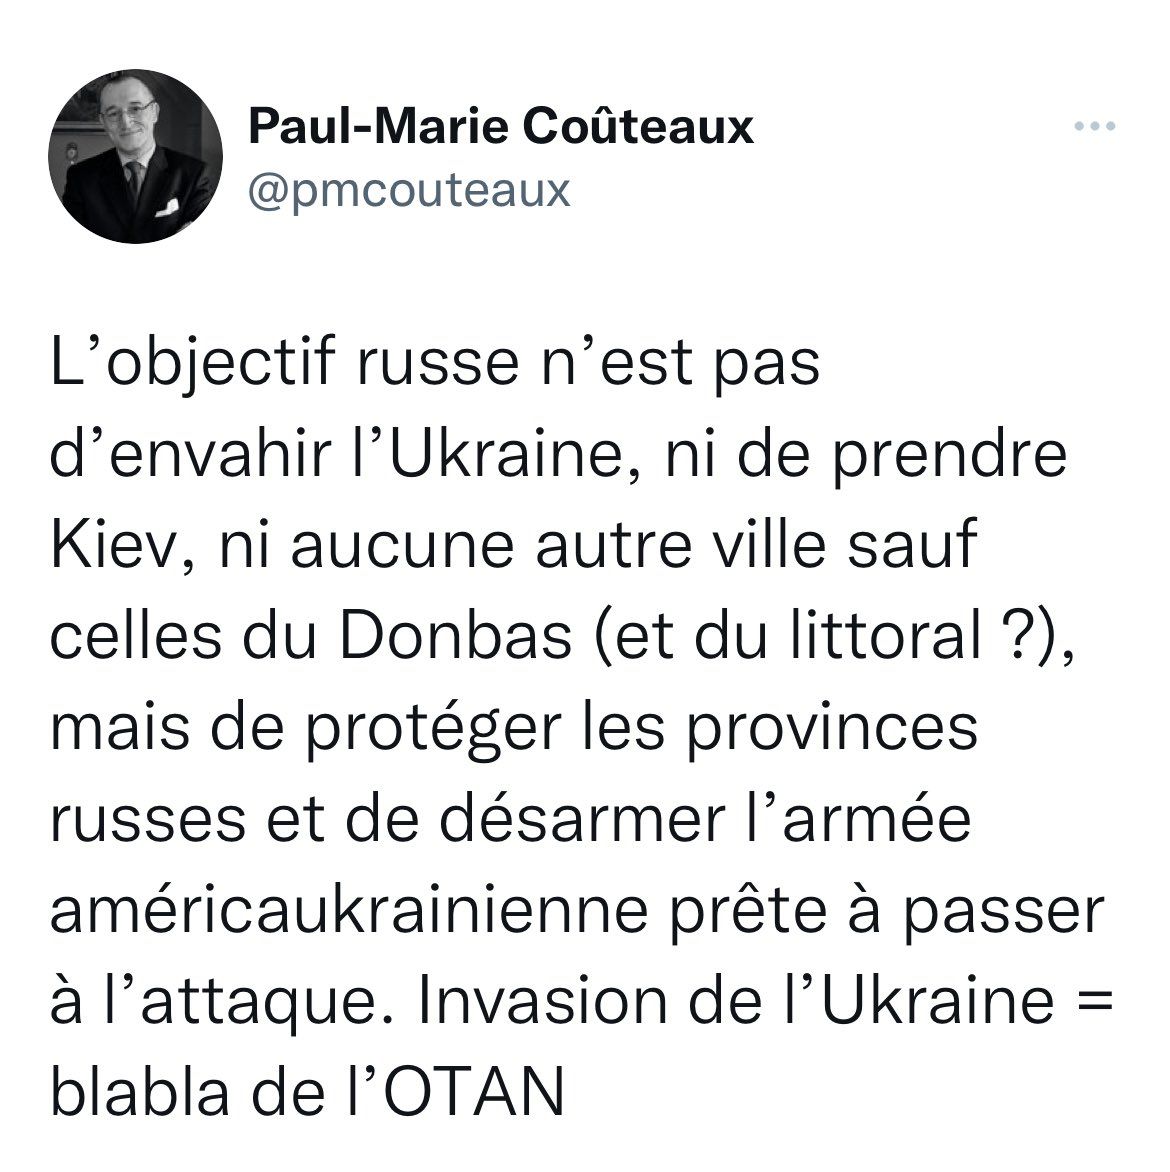 Paul-Marie Coûteaux
@pmcouteaux
L’objectif russe n’est pas
d’envahir l’Ukraine, ni de prendre
Kiev, ni aucune autre ville sauf
celles du Donbas (et du littoral ?),
mais de protéger les provinces
russes et de désarmer l’armée
américaukrainienne prête à passer
à l’attaque. Invasion de l’Ukraine =
blabla de l’OTAN